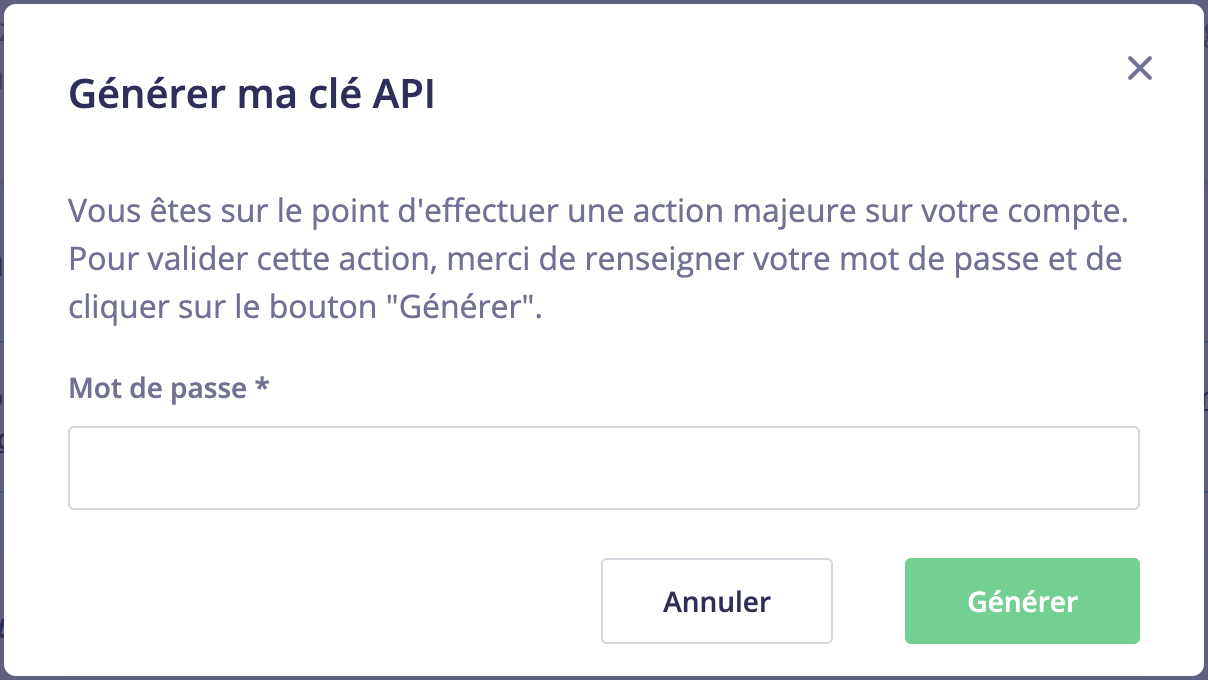 Générer ma clé API
Vous êtes sur le point d'effectuer une action majeure sur votre compte.
Pour valider cette action, merci de renseigner votre mot de passe et de
cliquer sur le bouton "Générer".
Mot de passe *
Annuler
Générer